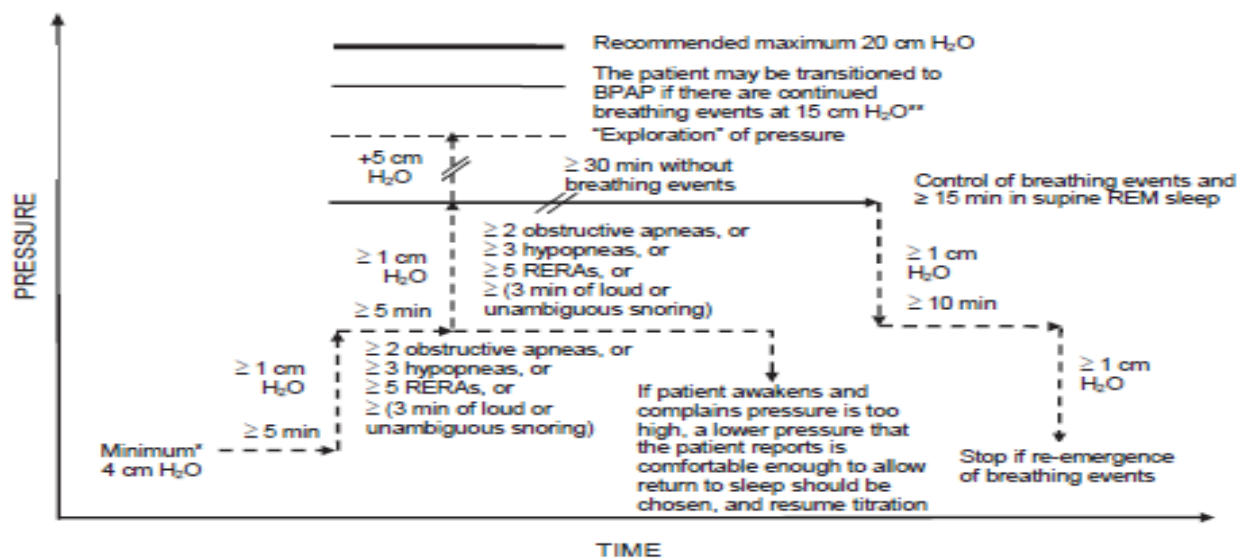 Recommended maximum 20 cm H₂O
The patient may be transitioned to
BPAP if there are continued
breathing events at 15 cm H₂O**
"Exploration" of pressure
+5 cm
H₂O
≥ 30 min without
breathing events
Control of breathing events and
≥ 15 min in supine REM sleep
PRESSURE
≥ 1 cm
H₂O
≥ 2 obstructive apneas, or
≥ 3 hypopneas, or
≥ 5 RERAs, or
≥ (3 min of loud or
unambiguous snoring)
≥ 1 cm
H₂O
≥ 10 min
≥ 5 min
≥ 1 cm
H₂O
≥ 2 obstructive apneas, or
≥ 3 hypopneas, or
≥ 5 RERAs, or
≥ (3 min of loud or
unambiguous snoring)
≥ 1 cm
H₂O
≥ 5 min
Minimum*
4 cm H₂O
If patient awakens and
complains pressure is too
high, a lower pressure that
the patient reports is
comfortable enough to allow
return to sleep should be
chosen, and resume titration
Stop if re-emergence
of breathing events
TIME